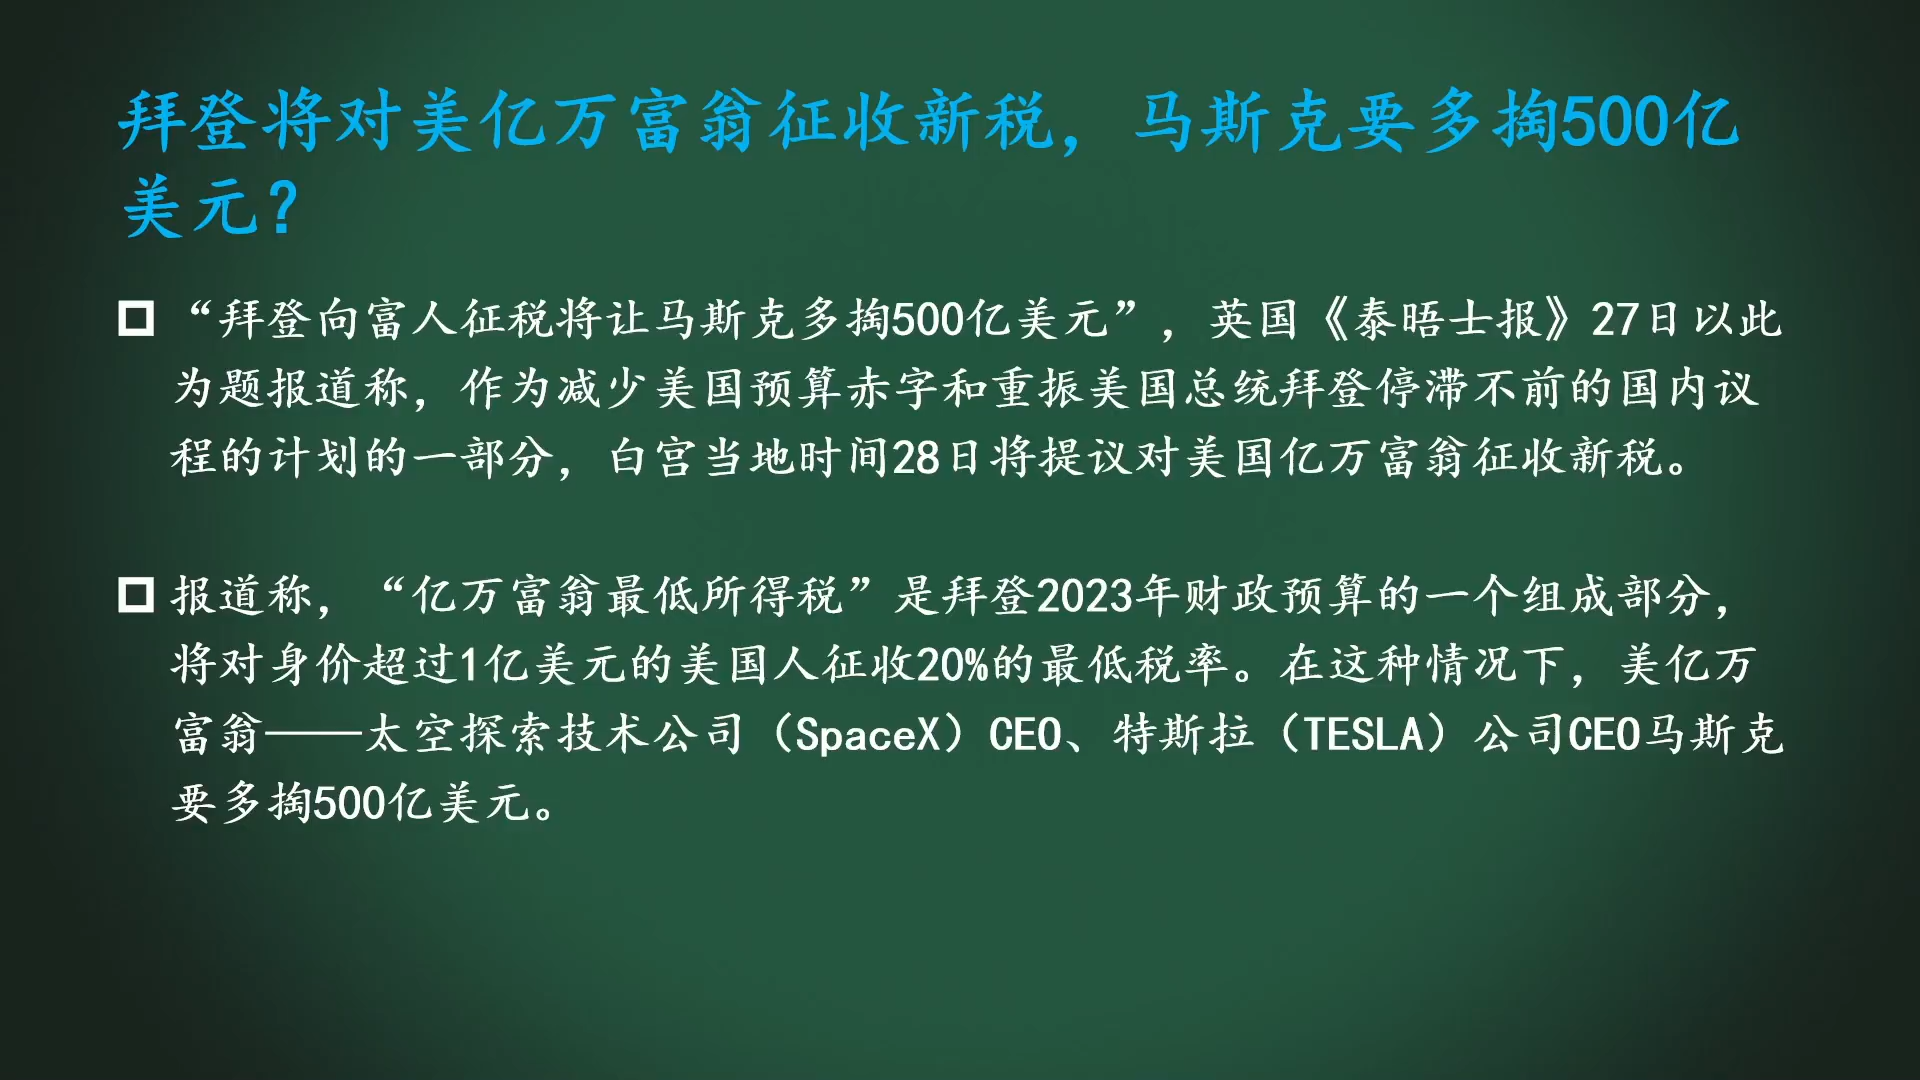 拜登将对美亿万富翁征收新税，马斯克要多掏500亿
美元？
“拜登向富人征税将让马斯克多掏500亿美元”，英国《泰晤士报》27日以此
为题报道称，作为减少美国预算赤字和重振美国总统拜登停滞不前的国内议
程的计划的一部分，白宫当地时间28日将提议对美国亿万富翁征收新税。
报道称，“亿万富翁最低所得税”是拜登2023年财政预算的一个组成部分，
将对身价超过1亿美元的美国人征收20%的最低税率。在这种情况下，美亿万
富翁——太空探索技术公司（SpaceX）CEO、特斯拉（TESLA）公司CEO马斯克
要多掏500亿美元。